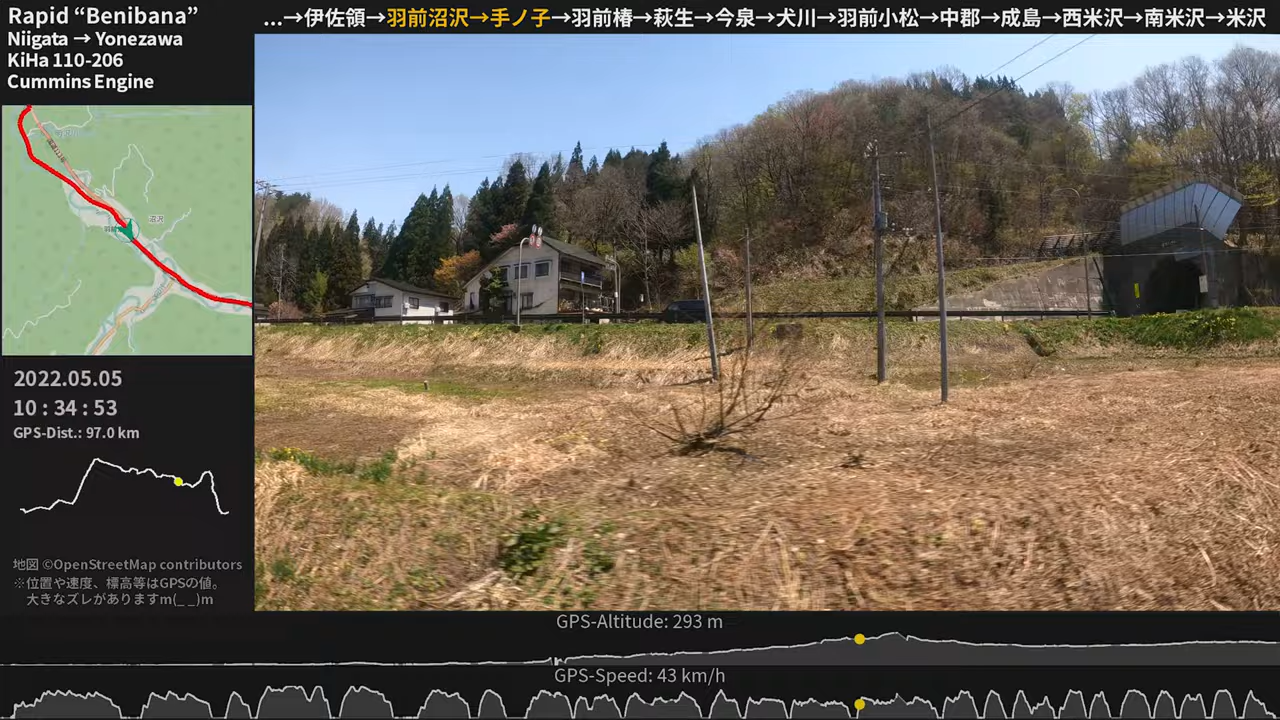 Rapid “Benibana”
Niigata → Yonezawa
KiHa 110-206
Cummins Engine
...→伊佐領→羽前沼沢→手ノ子→羽前椿→萩生→今泉→犬川→羽前小松→中郡→成島→西米沢→南米沢→米沢
沼沢
2022.05.05
10 : 34 : 53
GPS-Dist.: 97.0 km
地図 ©OpenStreetMap contributors
※位置や速度、標高等はGPSの値。
大きなズレがありますm(_ _)m
GPS-Altitude: 293 m
GPS-Speed: 43 km/h